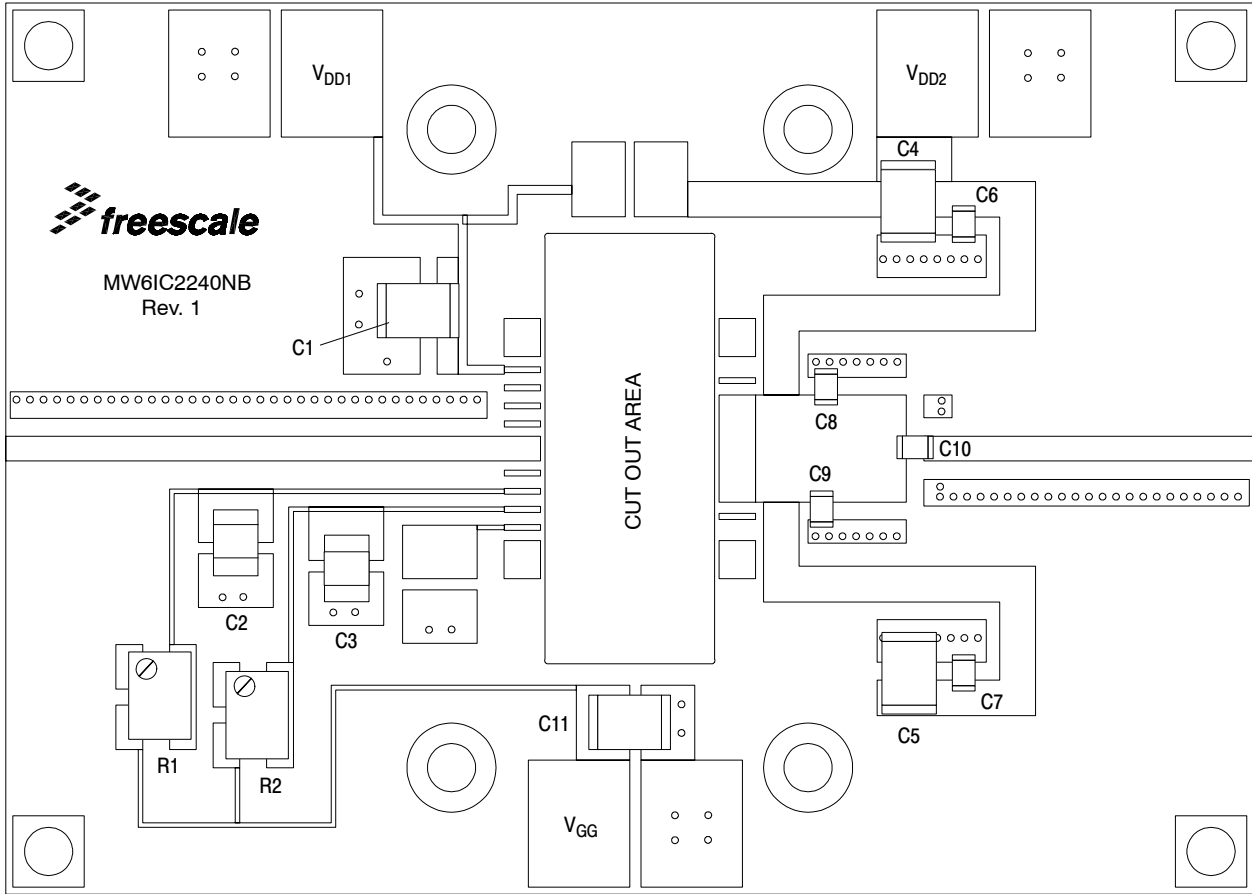 VDD1
VDD2
C4
C6
freescale
MW6IC2240NB
Rev. 1
C1
CUT OUT AREA
C8
C10
C9
C2
C3
C7
C11
C5
R1
R2
VGG